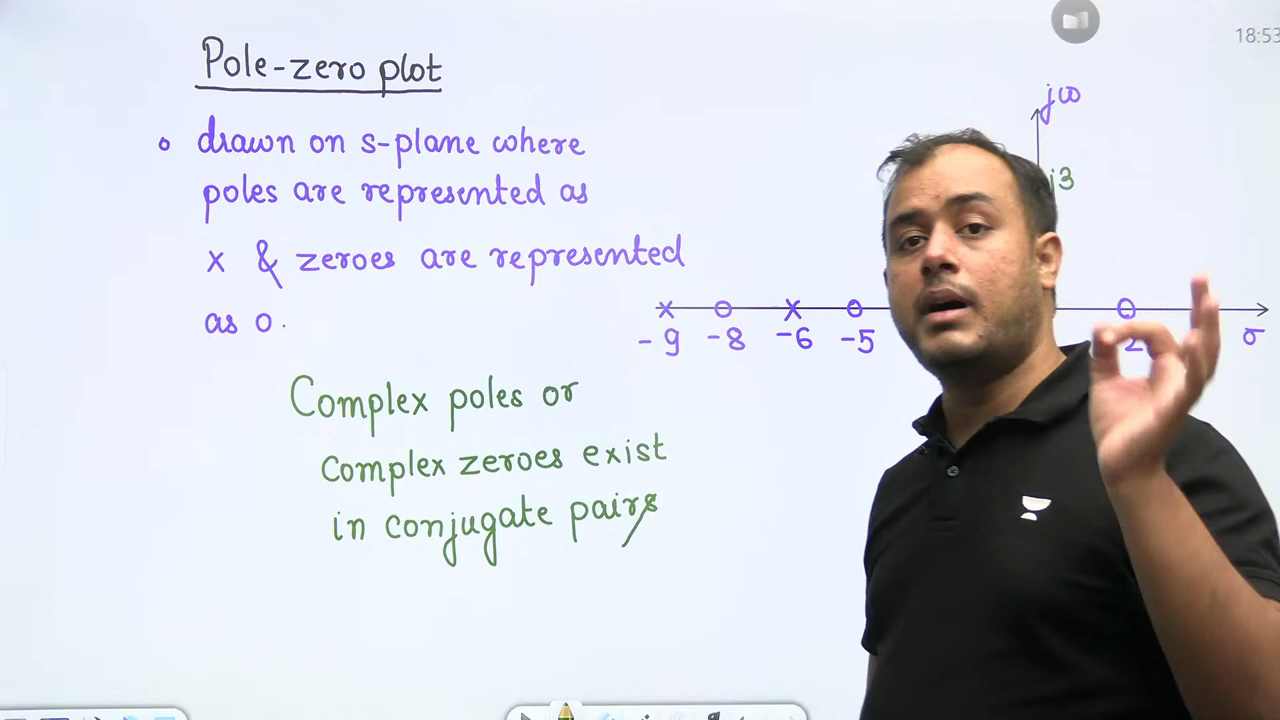 Pole-zero plot
drawn on s-plane where
poles are represented as
x & zeroes are represented
as o.
Complex poles or
complex zeroes exist
in conjugate pairs
18:53
jω
j3
-9 -8 -6 -5 2 σ